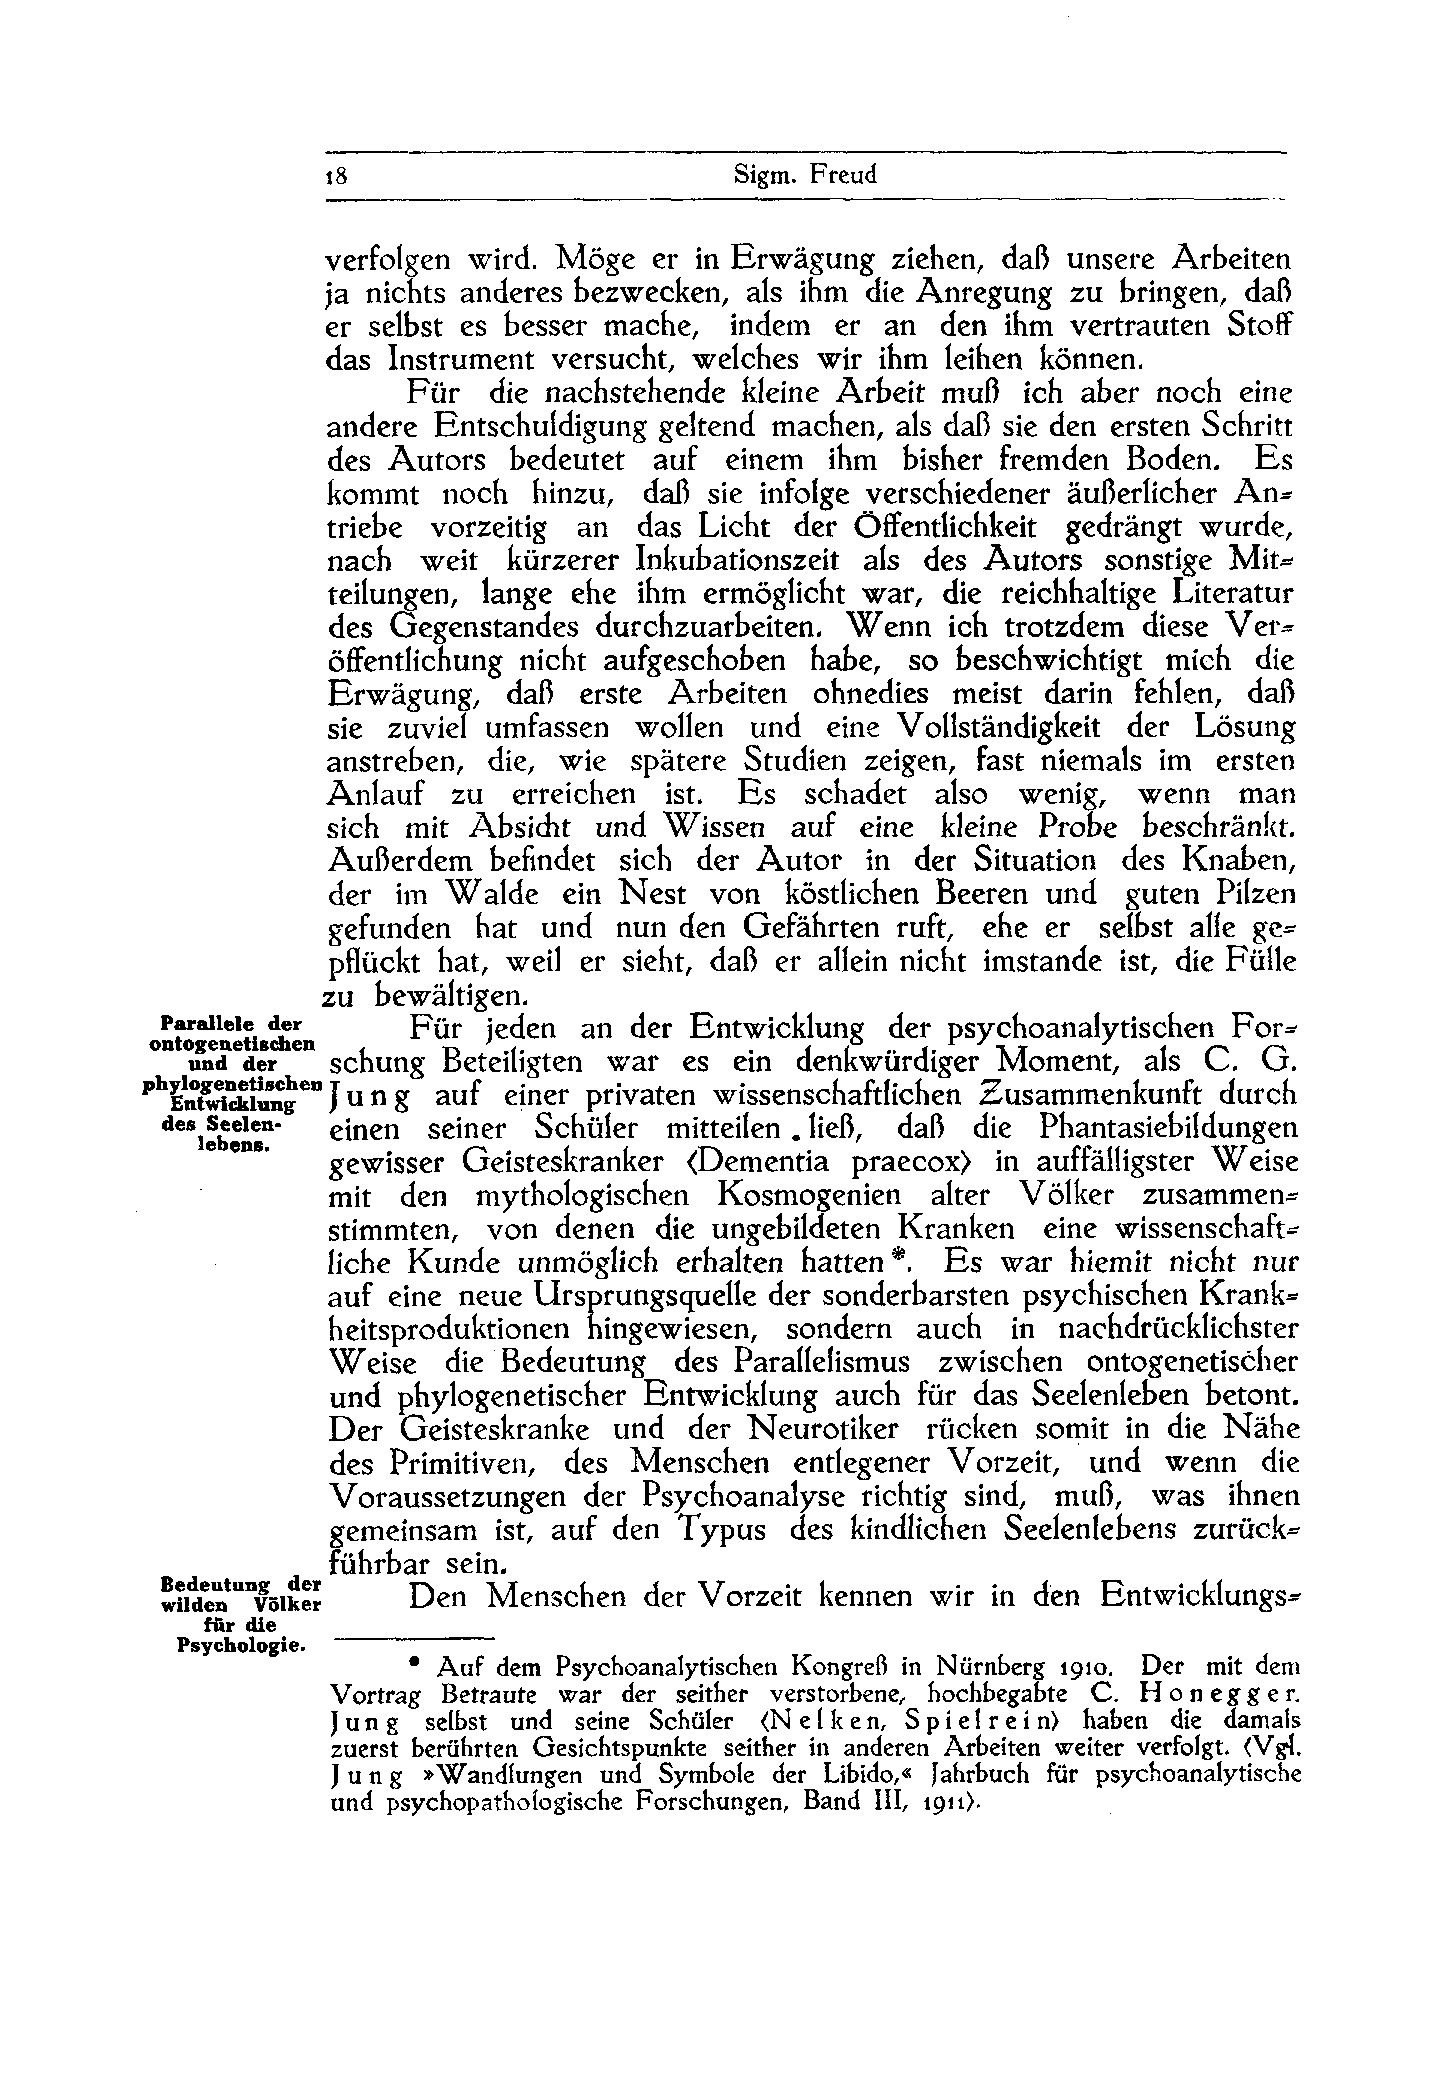 18 Sigm. Freud
verfolgen wird. Möge er in Erwägung ziehen, daß unsere Arbeiten
ja nichts anderes bezwecken, als ihm die Anregung zu bringen, daß
er selbst es besser mache, indem er an den ihm vertrauten Stoff
das Instrument versucht, welches wir ihm leihen können.
Für die nachstehende kleine Arbeit muß ich aber noch eine
andere Entschuldigung geltend machen, als daß sie den ersten Schritt
des Autors bedeutet auf einem ihm bisher fremden Boden. Es
kommt noch hinzu, daß sie infolge verschiedener äußerlicher An-
triebe vorzeitig an das Licht der Öffentlichkeit gedrängt wurde,
nach weit kürzerer Inkubationszeit als des Autors sonstige Mit-
teilungen, lange ehe ihm ermöglicht war, die reichhaltige Literatur
des Gegenstandes durchzuarbeiten. Wenn ich trotzdem diese Ver-
öffentlichung nicht aufgeschoben habe, so beschwichtigt mich die
Erwägung, daß erste Arbeiten ohnedies meist darin fehlen, daß
sie zuviel umfassen wollen und eine Vollständigkeit der Lösung
anstreben, die, wie spätere Studien zeigen, fast niemals im ersten
Anlauf zu erreichen ist. Es schadet also wenig, wenn man
sich mit Absicht und Wissen auf eine kleine Probe beschränkt.
Außerdem befindet sich der Autor in der Situation des Knaben,
der im Walde ein Nest von köstlichen Beeren und guten Pilzen
gefunden hat und nun den Gefährten ruft, ehe er selbst alle ge-
pflückt hat, weil er sieht, daß er allein nicht imstande ist, die Fülle
zu bewältigen.
Parallele der
ontogenetischen
und der
phylogenetischen
Entwicklung
des Seelen-
lebens.
Für jeden an der Entwicklung der psychoanalytischen For-
schung Beteiligten war es ein denkwürdiger Moment, als C. G.
Jung auf einer privaten wissenschaftlichen Zusammenkunft durch
einen seiner Schüler mitteilen . ließ, daß die Phantasiebildungen
gewisser Geisteskranker (Dementia praecox) in auffälligster Weise
mit den mythologischen Kosmogenien alter Völker zusammen-
stimmten, von denen die ungebildeten Kranken eine wissenschaft-
liche Kunde unmöglich erhalten hatten*. Es war hiemit nicht nur
auf eine neue Ursprungsquelle der sonderbarsten psychischen Krank-
heitsproduktionen hingewiesen, sondern auch in nachdrücklichster
Weise die Bedeutung des Parallelismus zwischen ontogenetischer
und phylogenetischer Entwicklung auch für das Seelenleben betont.
Der Geisteskranke und der Neurotiker rücken somit in die Nähe
des Primitiven, des Menschen entlegener Vorzeit, und wenn die
Voraussetzungen der Psychoanalyse richtig sind, muß, was ihnen
gemeinsam ist, auf den Typus des kindlichen Seelenlebens zurück-
führbar sein.
Bedeutung der
wilden Völker
für die
Psychologie.
Den Menschen der Vorzeit kennen wir in den Entwicklungs-
* Auf dem Psychoanalytischen Kongreß in Nürnberg 1910. Der mit dem
Vortrag Betraute war der seither verstorbene, hochbegabte C. Honegger.
Jung selbst und seine Schüler (Nelken, Spielrein) haben die damals
zuerst berührten Gesichtspunkte seither in anderen Arbeiten weiter verfolgt. (Vgl.
Jung »Wandlungen und Symbole der Libido,« Jahrbuch für psychoanalytische
und psychopathologische Forschungen, Band III, 1911).